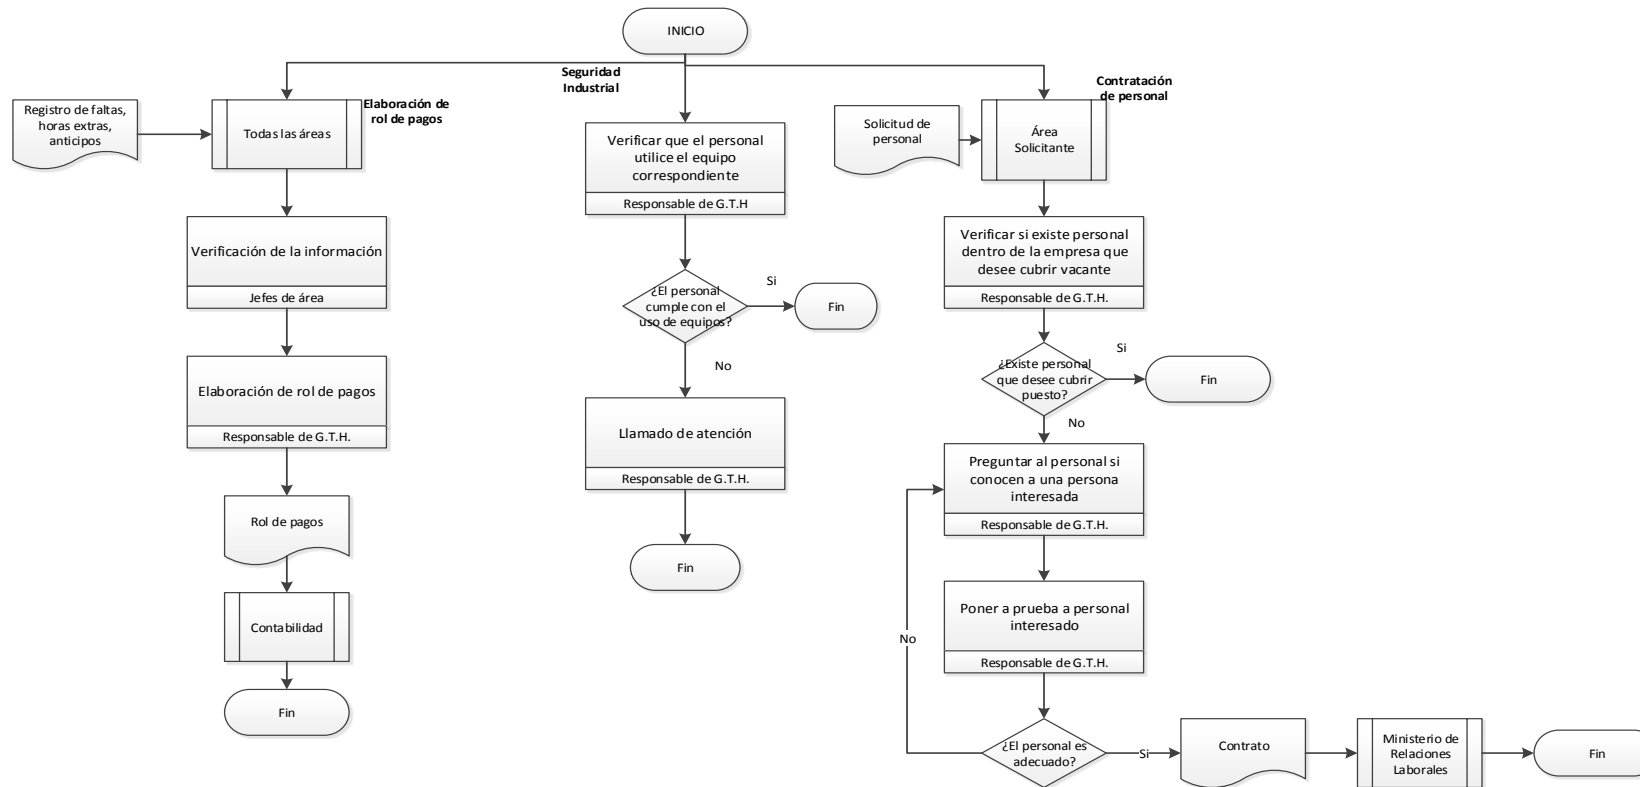 INICIO
Seguridad
Industrial
Contratación
de personal
Elaboración de
rol de pagos
Registro de faltas,
horas extras,
anticipos
Todas las áreas
Verificar que el personal
utilice el equipo
correspondiente
Responsable de G.T.H
Solicitud de
personal
Área
Solicitante
Verificación de la información
Jefes de área
Verificar si existe personal
dentro de la empresa que
desee cubrir vacante
Responsable de G.T.H.
¿El personal
cumple con el
uso de equipos?
Si
Fin
No
¿Existe personal
que desee cubrir
puesto?
Si
Fin
No
Elaboración de rol de pagos
Responsable de G.T.H.
Llamado de atención
Responsable de G.T.H.
Preguntar al personal si
conocen a una persona
interesada
Responsable de G.T.H.
Rol de pagos
Fin
Contabilidad
Poner a prueba a personal
interesado
Responsable de G.T.H.
No
Fin
¿El personal es
adecuado?
Si
Contrato
Ministerio de
Relaciones
Laborales
Fin